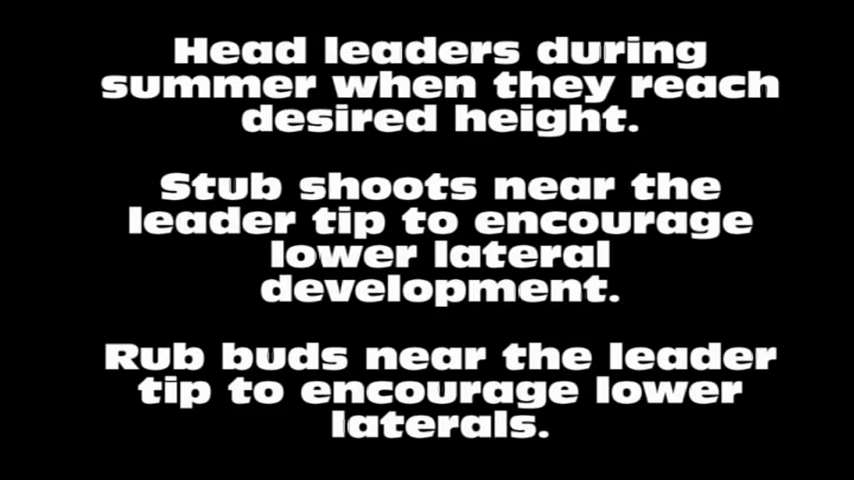 Head leaders during
summer when they reach
desired height.
Stub shoots near the
leader tip to encourage
lower lateral
development.
Rub buds near the leader
tip to encourage lower
laterals.